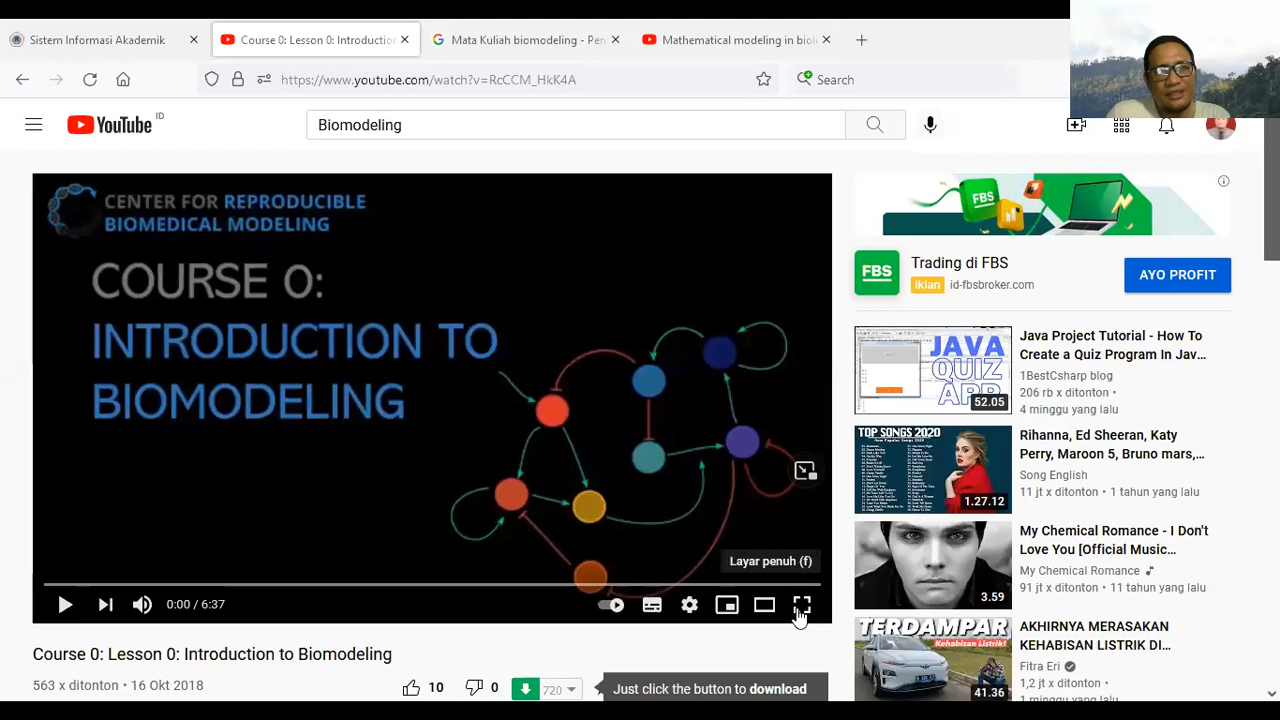 Sistem Informasi Akademik
Course 0: Lesson 0: Introductio
Mata Kuliah biomodeling - Pen
Mathematical modeling in biol
https://www.youtube.com/watch?v=RcCCM_HkK4A
Search
YouTube ID
Biomodeling
CENTER FOR REPRODUCIBLE
BIOMEDICAL MODELING
COURSE 0:
INTRODUCTION TO
BIOMODELING
Layar penuh (f)
0:00 / 6:37
Course 0: Lesson 0: Introduction to Biomodeling
563 x ditonton • 16 Okt 2018
10
0
720
Just click the button to download
FBS
FBS
Trading di FBS
Iklan id-fbsbroker.com
AYO PROFIT
JAVA
QUIZ
APP
52.05
Java Project Tutorial - How To
Create a Quiz Program In Jav...
1BestCsharp blog
206 rb x ditonton •
4 minggu yang lalu
TOP SONGS 2020
1.27.12
Rihanna, Ed Sheeran, Katy
Perry, Maroon 5, Bruno mars,...
Song English
11 jt x ditonton • 1 tahun yang lalu
3.59
My Chemical Romance - I Don't
Love You [Official Music...
My Chemical Romance
91 jt x ditonton • 11 tahun yang lalu
TERDAMPAR
Kehabisan Listrik!
41.36
AKHIRNYA MERASAKAN
KEHABISAN LISTRIK DI...
Fitra Eri
1,2 jt x ditonton •
1 minggu yang lalu